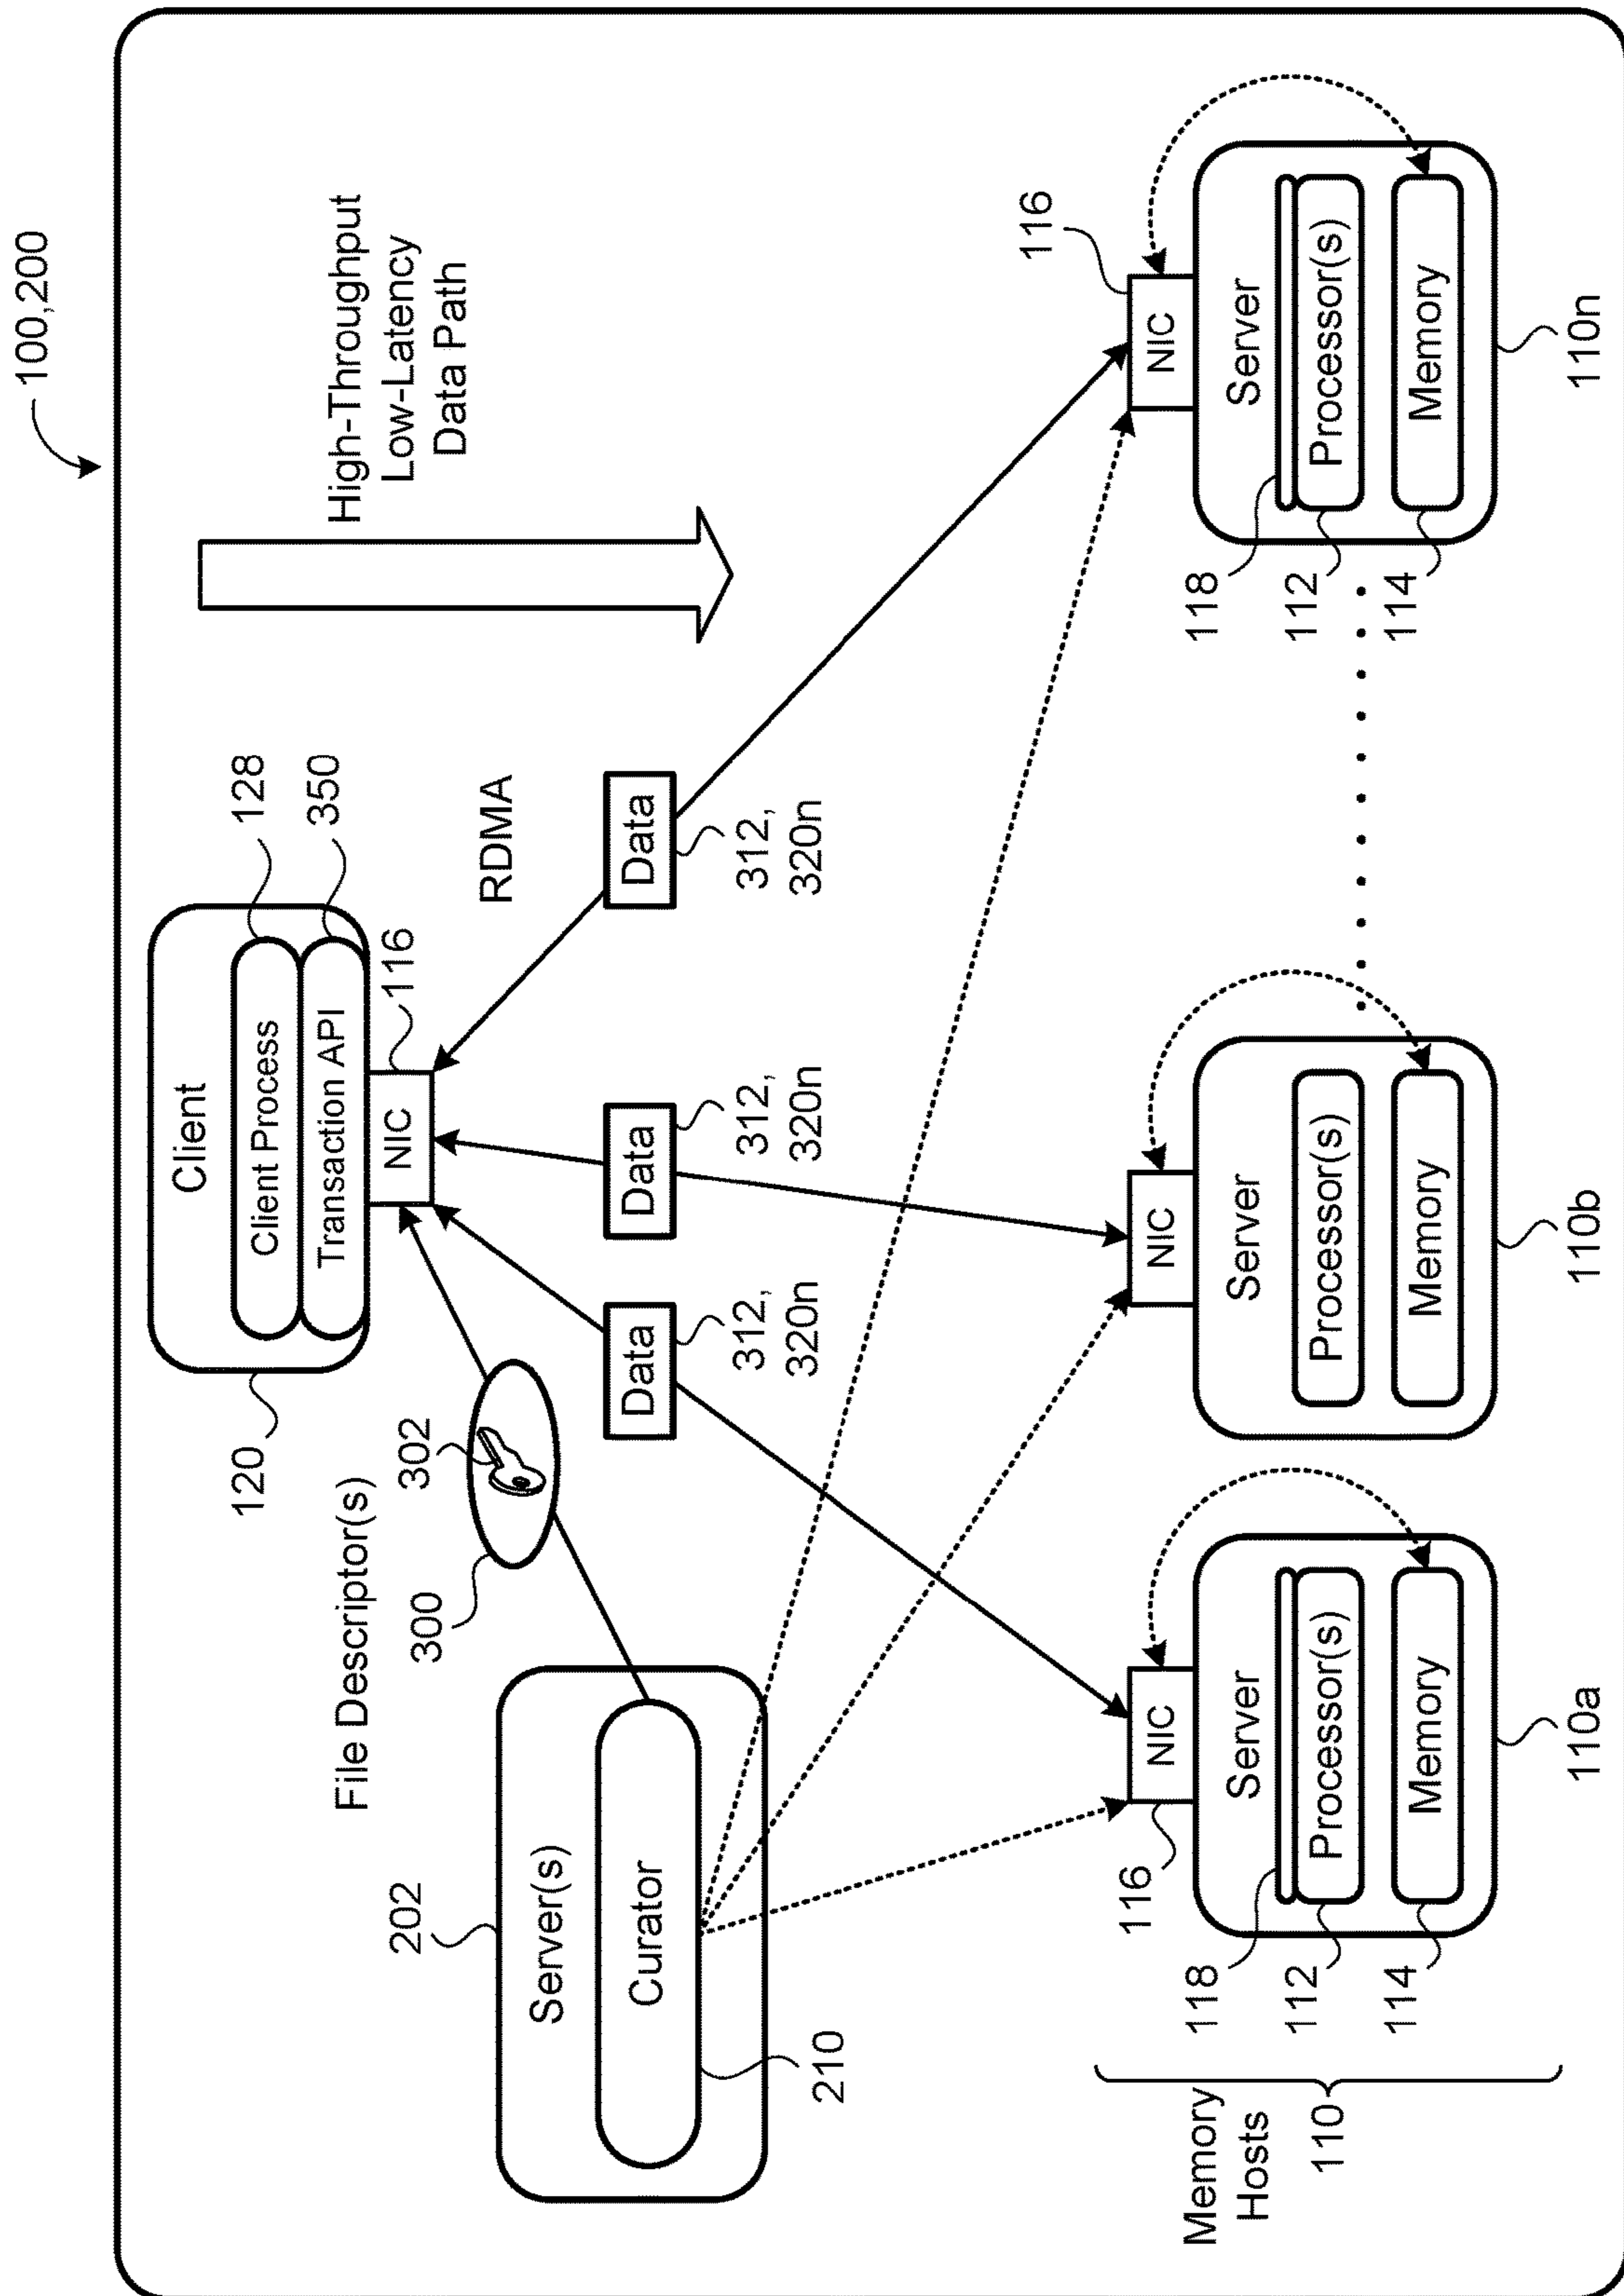 100,200
Client
Client Process
Transaction API
NIC
120
128
350
116
High-Throughput
Low-Latency
Data Path
File Descriptor(s)
300
302
RDMA
202
Server(s)
Curator
210
Data
312,
320n
Data
312,
320n
Data
312,
320n
Memory
Hosts
110
NIC
116
Server
Processor(s)
Memory
118
112
114
110a
NIC
Server
Processor(s)
Memory
110b
NIC
116
Server
Processor(s)
Memory
118
112
114
110n